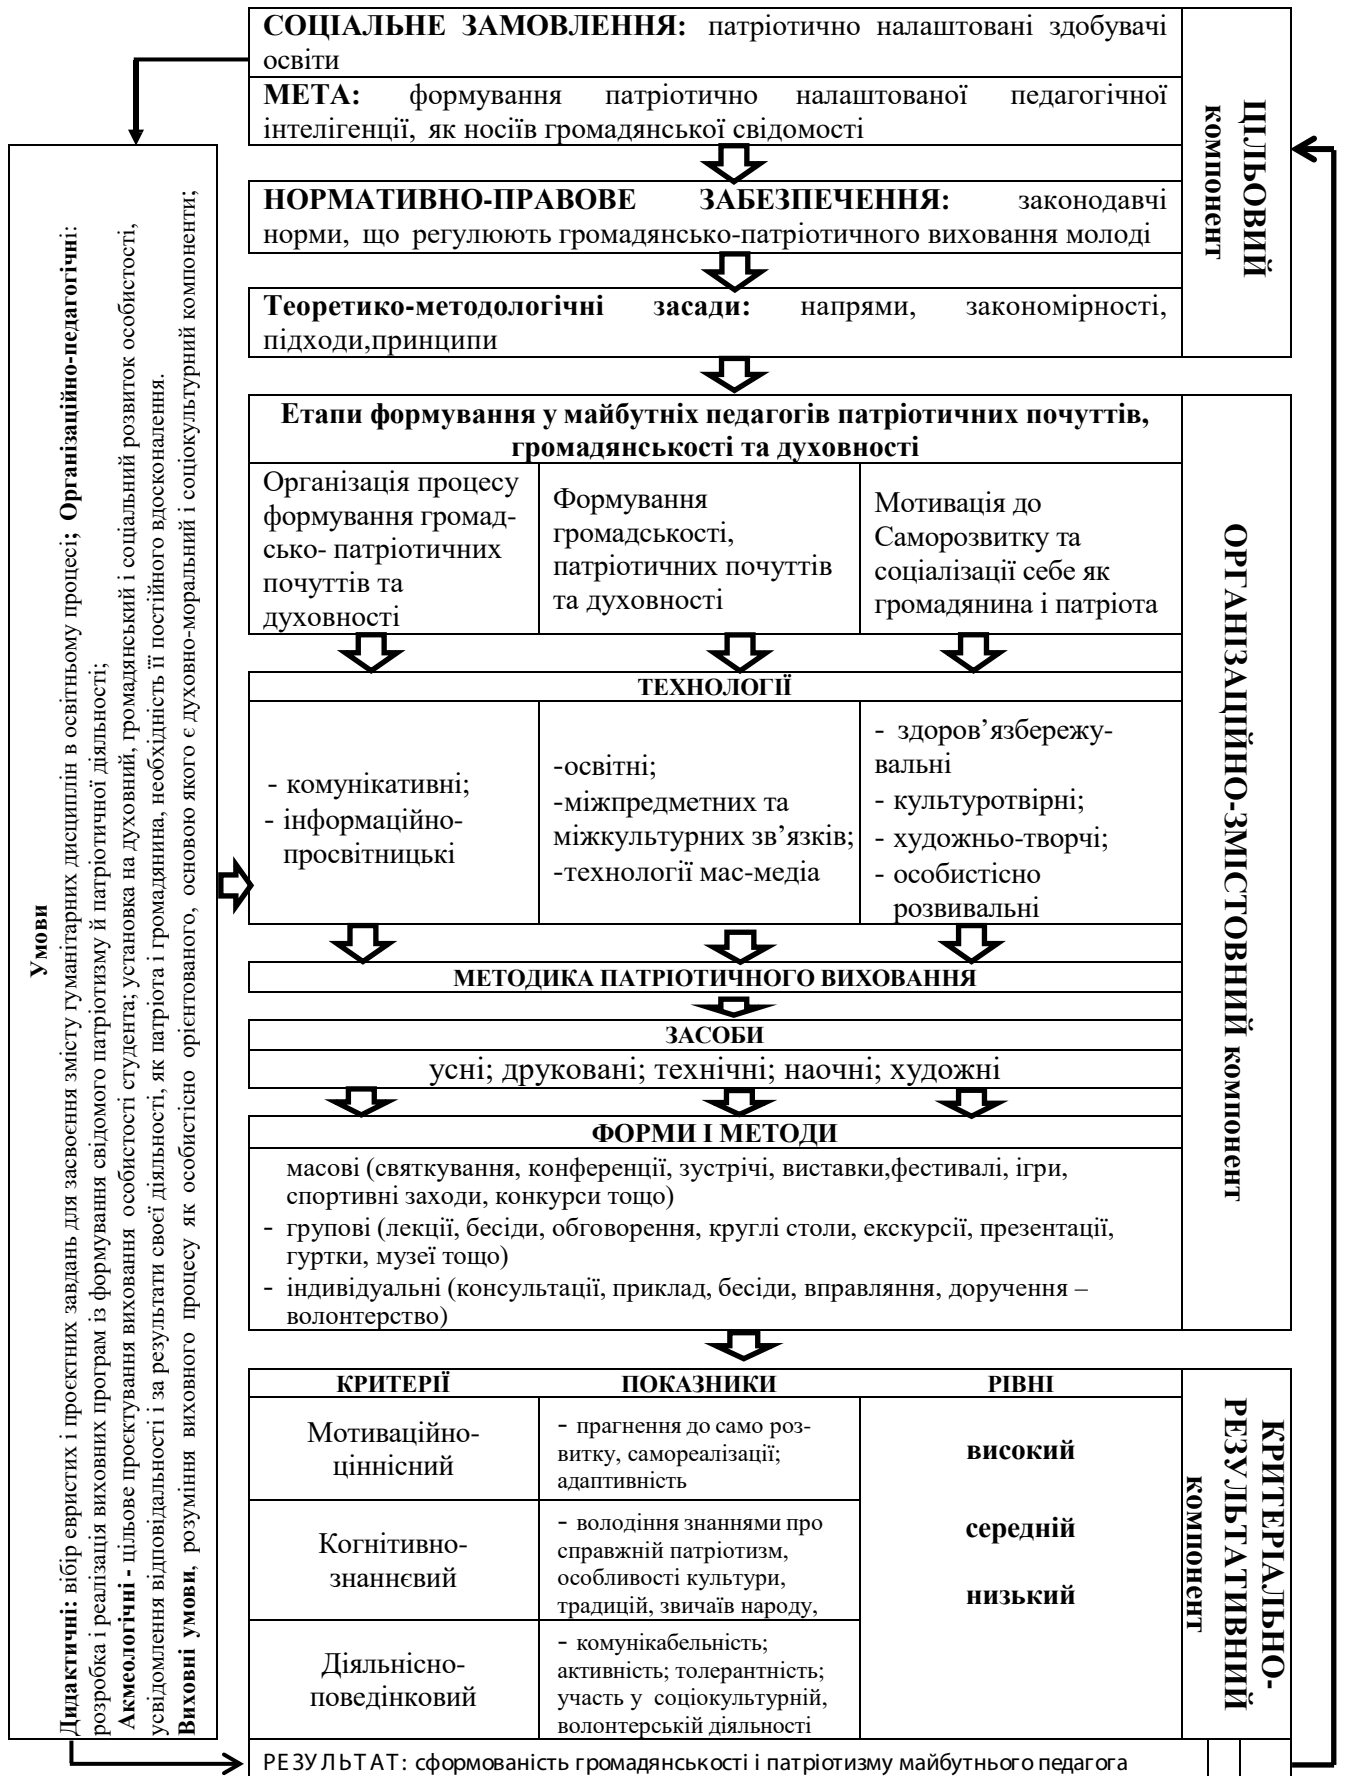 СОЦІАЛЬНЕ ЗАМОВЛЕННЯ: патріотично налаштовані здобувачі
освіти
МЕТА: формування патріотично налаштованої педагогічної
інтелігенції, як носіїв громадянської свідомості
НОРМАТИВНО-ПРАВОВЕ ЗАБЕЗПЕЧЕННЯ: законодавчі
норми, що регулюють громадянсько-патріотичного виховання молоді
Теоретико-методологічні засади: напрями, закономірності,
підходи,принципи
ЦІЛЬОВИЙ
компонент
Умови
Дидактичні: вібір евристих і проєктних завдань для засвоєння змісту гуманітарних дисциплін в освітньому процесі; Організаційно-педагогічні:
розробка і реалізація виховних програм із формування свідомого патріотизму й патріотичної діяльності;
Акмеологічні - цільове проєктування виховання особистості студента; установка на духовний, громадянський і соціальний розвиток особистості,
усвідомлення відповідальності і за результати своєї діяльності, як патріота і громадянина, необхідність її постійного вдосконалення.
Виховні умови, розуміння виховного процесу як особистісно орієнтованого, основою якого є духовно-моральний і соціокультурний компоненти;
Етапи формування у майбутніх педагогів патріотичних почуттів,
громадянськості та духовності
Організація процесу
формування громад-
сько- патріотичних
почуттів та
духовності
Формування
громадськості,
патріотичних почуттів
та духовності
Мотивація до
Саморозвитку та
соціалізації себе як
громадянина і патріота
ТЕХНОЛОГІЇ
- комунікативні;
- інформаційно-
просвітницькі
-освітні;
-міжпредметних та
міжкультурних зв’язків;
-технології мас-медіа
- здоров’язбережу-
вальні
- культуротвірні;
- художньо-творчі;
- особистісно
розвивальні
МЕТОДИКА ПАТРІОТИЧНОГО ВИХОВАННЯ
ЗАСОБИ
усні; друковані; технічні; наочні; художні
ФОРМИ І МЕТОДИ
масові (святкування, конференції, зустрічі, виставки,фестивалі, ігри,
спортивні заходи, конкурси тощо)
- групові (лекції, бесіди, обговорення, круглі столи, екскурсії, презентації,
гуртки, музеї тощо)
- індивідуальні (консультації, приклад, бесіди, вправляння, доручення –
волонтерство)
ОРГАНІЗАЦІЙНО-ЗМІСТОВНИЙ компонент
КРИТЕРІЇ
ПОКАЗНИКИ
РІВНІ
Мотиваційно-
ціннісний
- прагнення до само роз-
витку, самореалізації;
адаптивність
Когнітивно-
знаннєвий
- володіння знаннями про
справжній патріотизм,
особливості культури,
традицій, звичаїв народу,
Діяльнісно-
поведінковий
- комунікабельність;
активність; толерантність;
участь у соціокультурній,
волонтерській діяльності
високий
середній
низький
КРИТЕРІАЛЬНО-
РЕЗУЛЬТАТИВНИЙ
компонент
РЕЗУЛЬТАТ: сформованість громадянськості і патріотизму майбутнього педагога